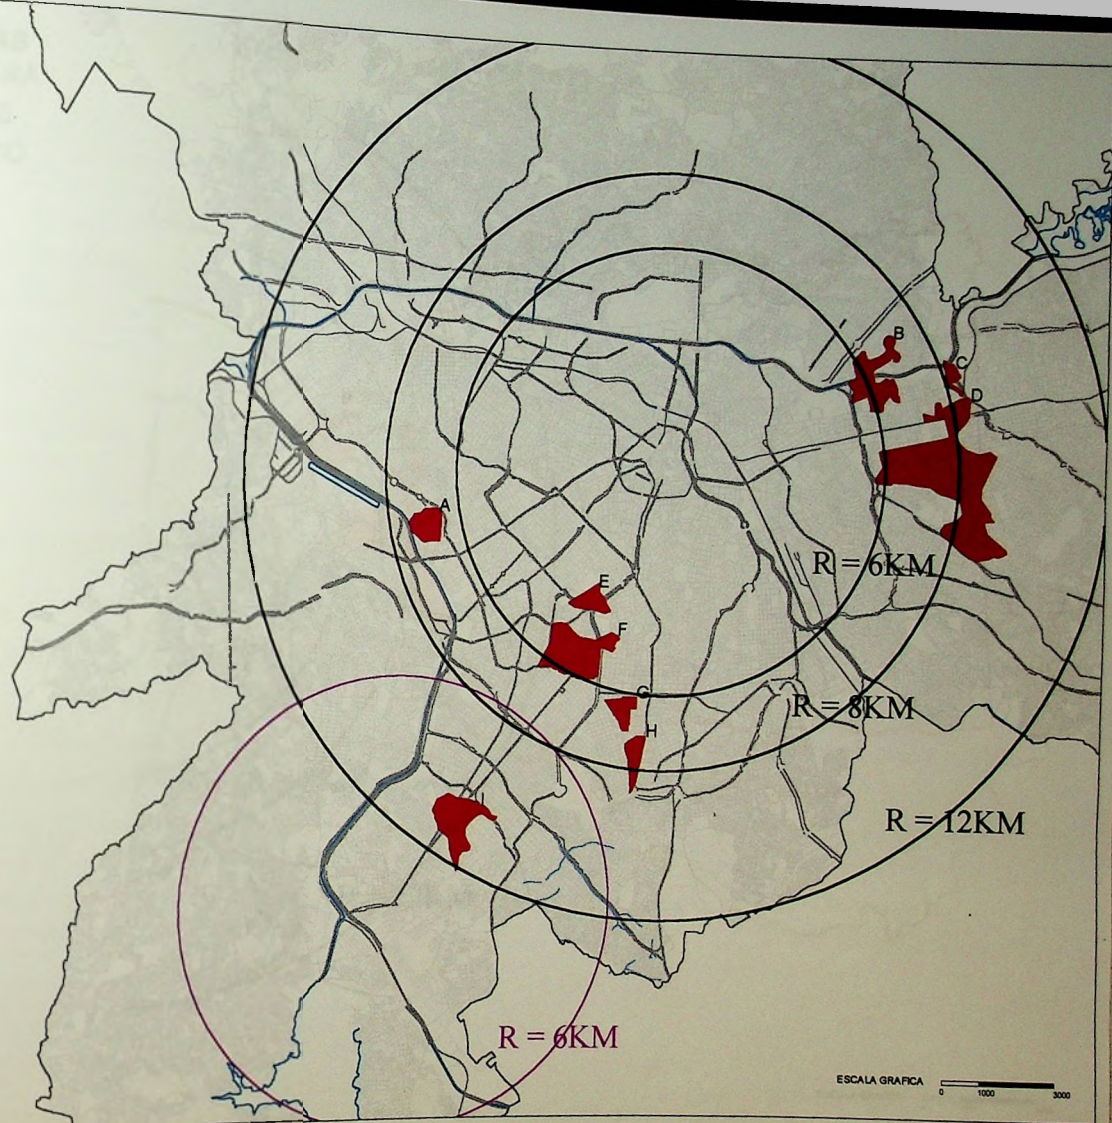 B
C
D
A
R = 6KM
E
F
G
R = 8KM
H
R = 12KM
R = 6KM
ESCALA GRAFICA
0 1000 3000